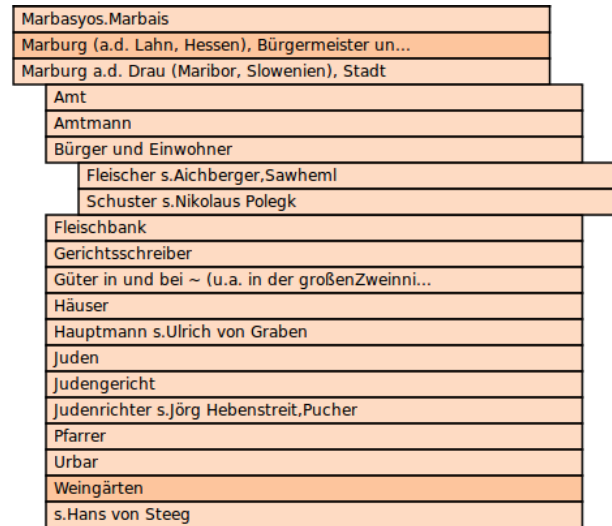 Marbasyos.Marbais
Marburg (a.d. Lahn, Hessen), Bürgermeister un...
Marburg a.d. Drau (Maribor, Slowenien), Stadt
Amt
Amtmann
Bürger und Einwohner
Fleischer s.Aichberger,Sawheml
Schuster s.Nikolaus Polegk
Fleischbank
Gerichtsschreiber
Güter in und bei ~ (u.a. in der großenZweinni...
Häuser
Hauptmann s.Ulrich von Graben
Juden
Judengericht
Judenrichter s.Jörg Hebenstreit,Pucher
Pfarrer
Urbar
Weingärten
s.Hans von Steeg